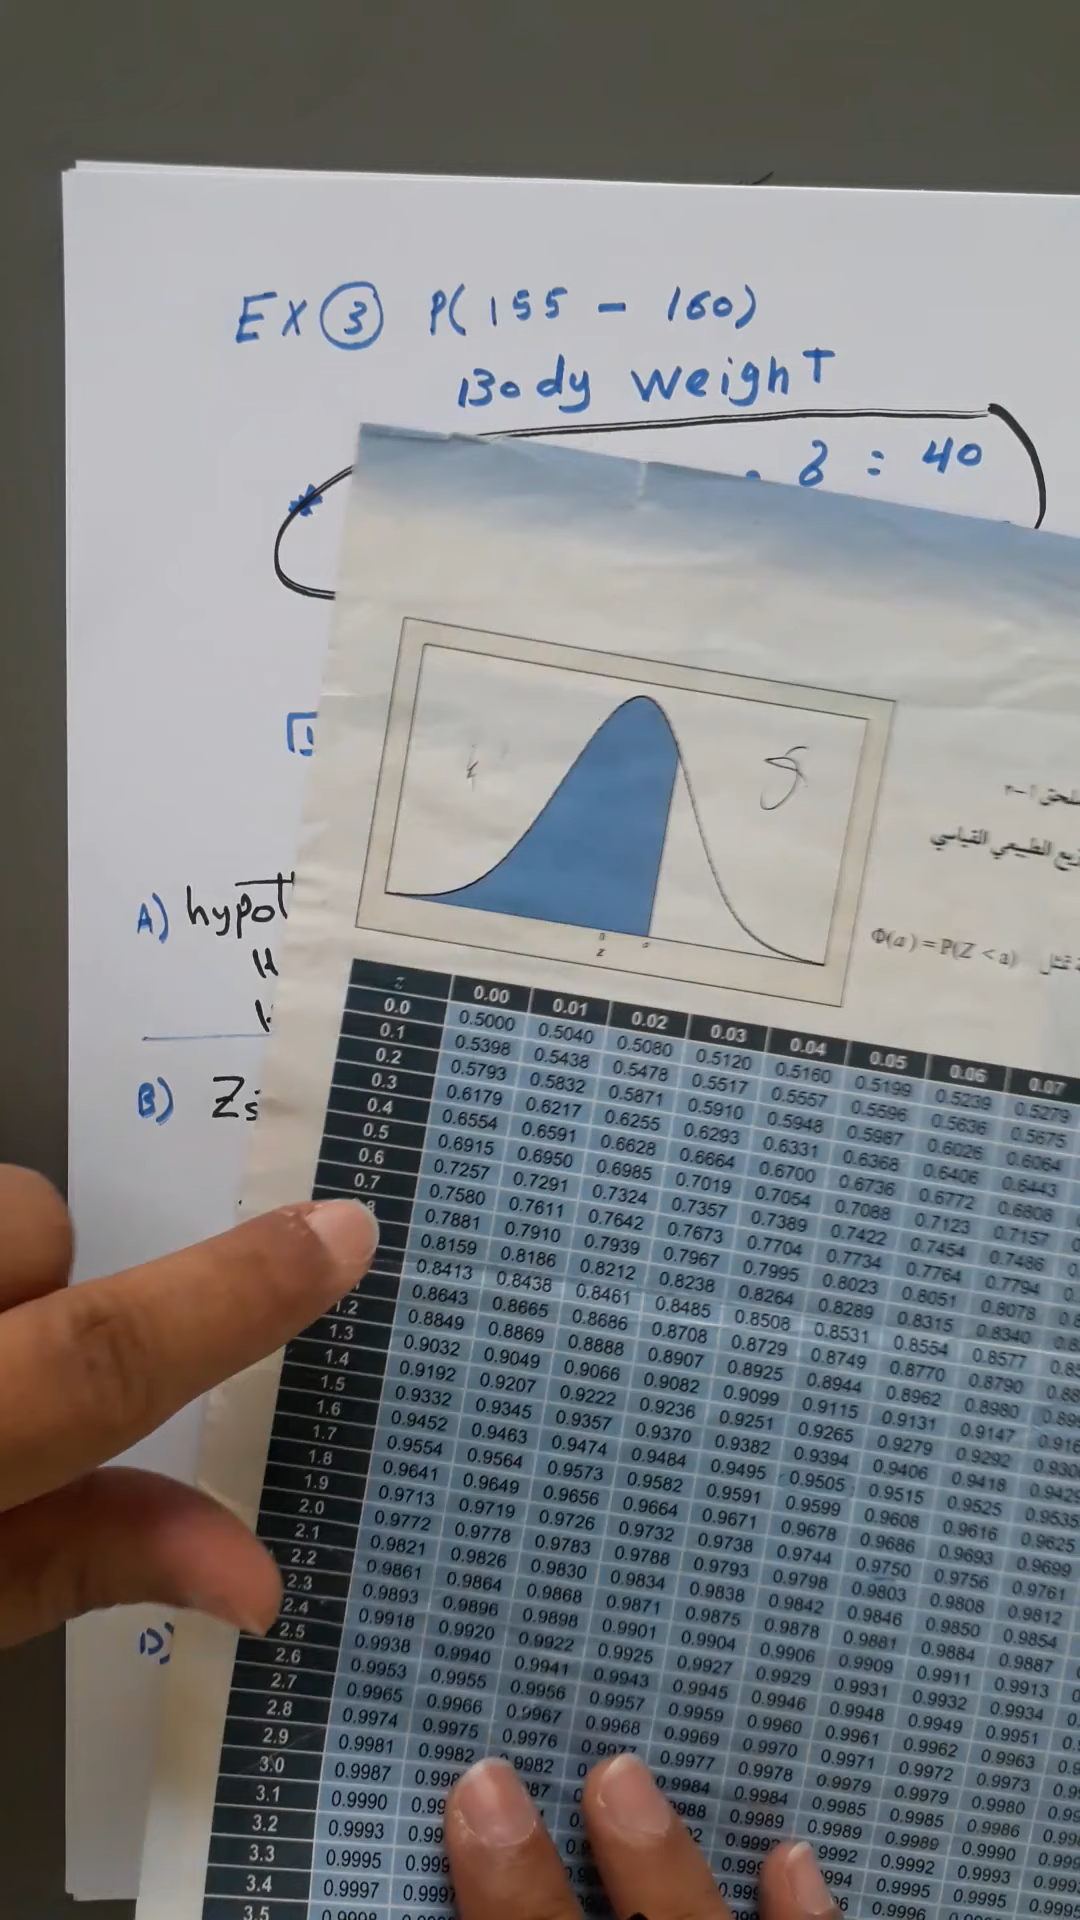 EX ③ P(155 - 160)
Body weight
= 40
A) hypot
B) Zs
D)
الطبيعي القياسي
Φ(a) = P(Z < a)
z 0.00 0.01 0.02 0.03 0.04 0.05 0.06 0.07
0.0 0.5000 0.5040 0.5080 0.5120 0.5160 0.5199 0.5239 0.5279
0.1 0.5398 0.5438 0.5478 0.5517 0.5557 0.5596 0.5636 0.5675
0.2 0.5793 0.5832 0.5871 0.5910 0.5948 0.5987 0.6026 0.6064
0.3 0.6179 0.6217 0.6255 0.6293 0.6331 0.6368 0.6406 0.6443
0.4 0.6554 0.6591 0.6628 0.6664 0.6700 0.6736 0.6772 0.6808
0.5 0.6915 0.6950 0.6985 0.7019 0.7054 0.7088 0.7123 0.7157
0.6 0.7257 0.7291 0.7324 0.7357 0.7389 0.7422 0.7454 0.7486
0.7 0.7580 0.7611 0.7642 0.7673 0.7704 0.7734 0.7764 0.7794
0.7881 0.7910 0.7939 0.7967 0.7995 0.8023 0.8051 0.8078
0.8159 0.8186 0.8212 0.8238 0.8264 0.8289 0.8315 0.8340
0.8413 0.8438 0.8461 0.8485 0.8508 0.8531 0.8554 0.8577
0.8643 0.8665 0.8686 0.8708 0.8729 0.8749 0.8770 0.8790
1.2 0.8849 0.8869 0.8888 0.8907 0.8925 0.8944 0.8962 0.8980
1.3 0.9032 0.9049 0.9066 0.9082 0.9099 0.9115 0.9131 0.9147
1.4 0.9192 0.9207 0.9222 0.9236 0.9251 0.9265 0.9279 0.9292
1.5 0.9332 0.9345 0.9357 0.9370 0.9382 0.9394 0.9406 0.9418
1.6 0.9452 0.9463 0.9474 0.9484 0.9495 0.9505 0.9515 0.9525
1.7 0.9554 0.9564 0.9573 0.9582 0.9591 0.9599 0.9608 0.9616
1.8 0.9641 0.9649 0.9656 0.9664 0.9671 0.9678 0.9686 0.9693
1.9 0.9713 0.9719 0.9726 0.9732 0.9738 0.9744 0.9750 0.9756
2.0 0.9772 0.9778 0.9783 0.9788 0.9793 0.9798 0.9803 0.9808
2.1 0.9821 0.9826 0.9830 0.9834 0.9838 0.9842 0.9846 0.9850
2.2 0.9861 0.9864 0.9868 0.9871 0.9875 0.9878 0.9881 0.9884
2.3 0.9893 0.9896 0.9898 0.9901 0.9904 0.9906 0.9909 0.9911
2.4 0.9918 0.9920 0.9922 0.9925 0.9927 0.9929 0.9931 0.9932
2.5 0.9938 0.9940 0.9941 0.9943 0.9945 0.9946 0.9948 0.9949
2.6 0.9953 0.9955 0.9956 0.9957 0.9959 0.9960 0.9961 0.9962
2.7 0.9965 0.9966 0.9967 0.9968 0.9969 0.9970 0.9971 0.9972
2.8 0.9974 0.9975 0.9976 0.9977 0.9977 0.9978 0.9979 0.9979
2.9 0.9981 0.9982 0.9982 0.9984 0.9984 0.9985 0.9985
3.0 0.9987 0.9988 0.9989 0.9989 0.9989
3.1 0.9990 0.9992 0.9992 0.9992
3.2 0.9993
3.3 0.9995 0.9995
3.4 0.9997 0.9997 0.9996
3.5 0.9998